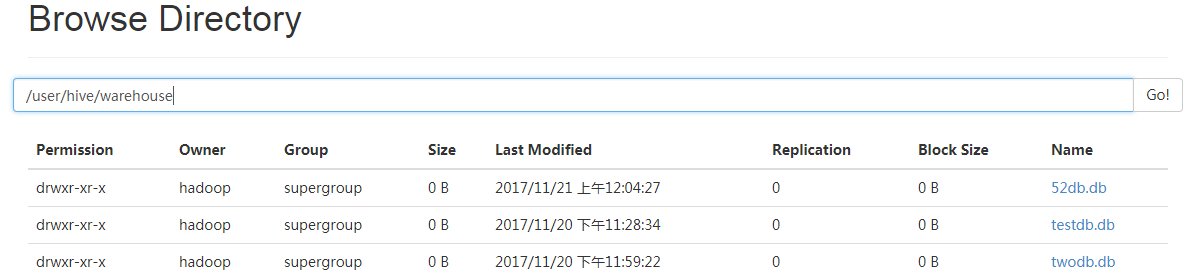 Browse Directory
/user/hive/warehouse Go!
Permission Owner Group Size Last Modified Replication Block Size Name
drwxr-xr-x hadoop supergroup 0 B 2017/11/21 上午12:04:27 0 0 B 52db.db
drwxr-xr-x hadoop supergroup 0 B 2017/11/20 下午11:28:34 0 0 B testdb.db
drwxr-xr-x hadoop supergroup 0 B 2017/11/20 下午11:59:22 0 0 B twodb.db